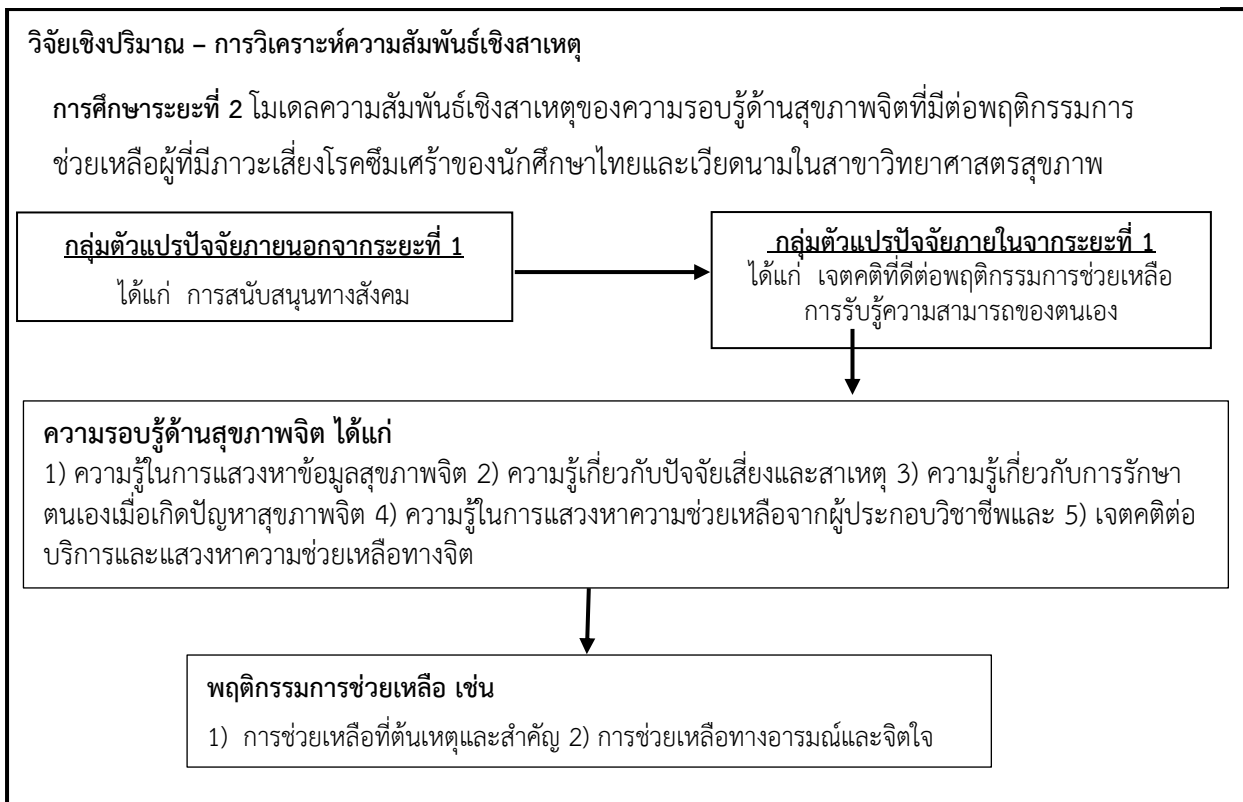 วิจัยเชิงปริมาณ – การวิเคราะห์ความสัมพันธ์เชิงสาเหตุ
การศึกษาระยะที่ 2 โมเดลความสัมพันธ์เชิงสาเหตุของความรอบรู้ด้านสุขภาพจิตที่มีต่อพฤติกรรมการ
ช่วยเหลือผู้ที่มีภาวะเสี่ยงโรคซึมเศร้าของนักศึกษาไทยและเวียดนามในสาขาวิทยาศาสตรสุขภาพ
กลุ่มตัวแปรปัจจัยภายนอกจากระยะที่ 1
ได้แก่ การสนับสนุนทางสังคม
กลุ่มตัวแปรปัจจัยภายในจากระยะที่ 1
ได้แก่ เจตคติที่ดีต่อพฤติกรรมการช่วยเหลือ
การรับรู้ความสามารถของตนเอง
ความรอบรู้ด้านสุขภาพจิต ได้แก่
1) ความรู้ในการแสวงหาข้อมูลสุขภาพจิต 2) ความรู้เกี่ยวกับปัจจัยเสี่ยงและสาเหตุ 3) ความรู้เกี่ยวกับการรักษา
ตนเองเมื่อเกิดปัญหาสุขภาพจิต 4) ความรู้ในการแสวงหาความช่วยเหลือจากผู้ประกอบวิชาชีพและ 5) เจตคติต่อ
บริการและแสวงหาความช่วยเหลือทางจิต
พฤติกรรมการช่วยเหลือ เช่น
1) การช่วยเหลือที่ต้นเหตุและสำคัญ 2) การช่วยเหลือทางอารมณ์และจิตใจ